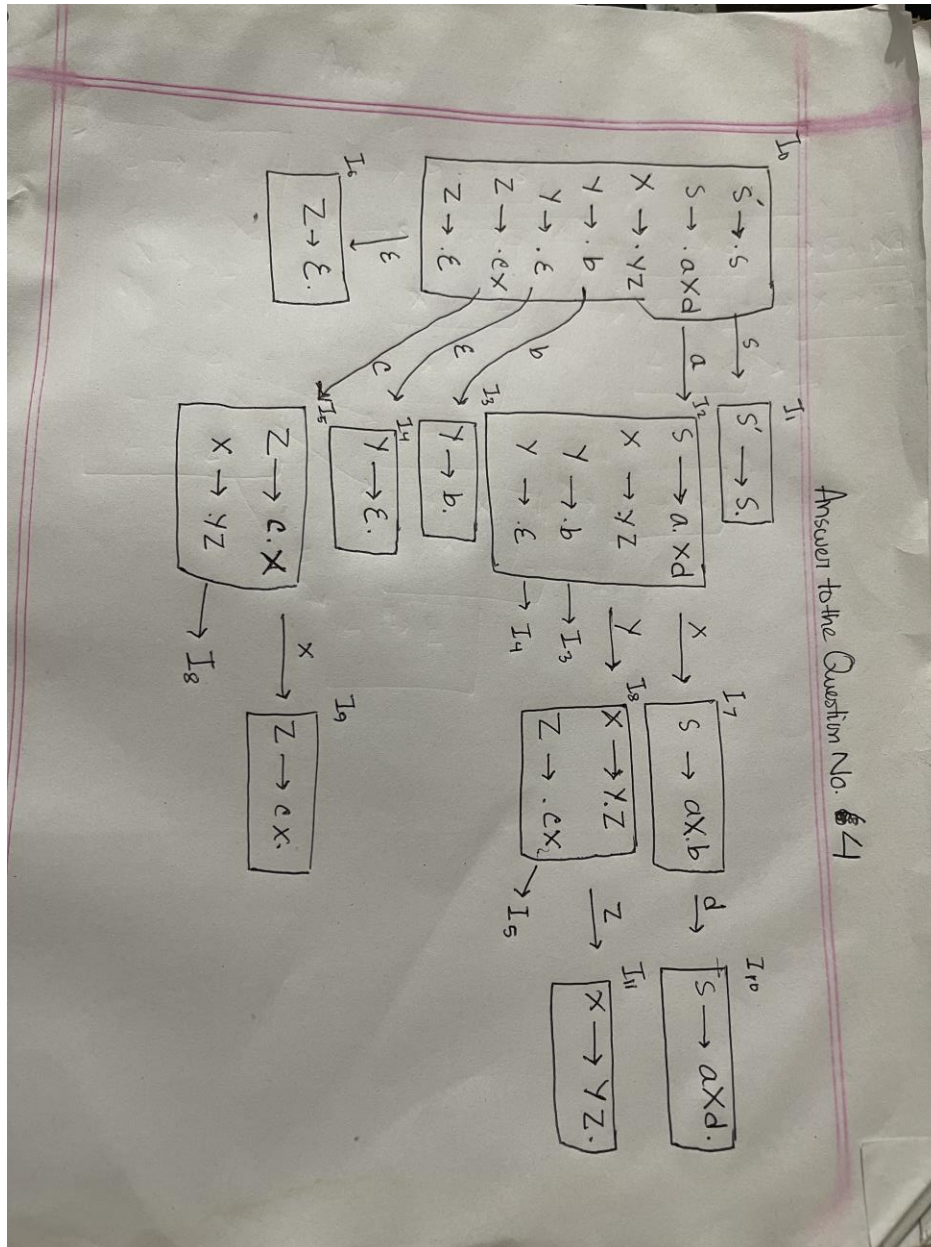 Answer to the Question No. 4
I0
S' → .S
S → .aXd
X → .YZ
Y → .b
Y → .ε
Z → .cX
Z → .ε
S
a
b
ε
c
ε
I1
S' → S.
I2
S → a.Xd
X → .YZ
Y → .b
Y → .ε
I3
Y → b.
I4
Y → ε.
I5
Z → c.X
X → .YZ
I6
Z → ε.
X
Y
→ I3
→ I4
I7
S → aX.b
d
I10
S → aXd.
I8
X → Y.Z
Z → .cX
Z
→ I5
I11
X → YZ.
X
→ I8
I9
Z → cX.